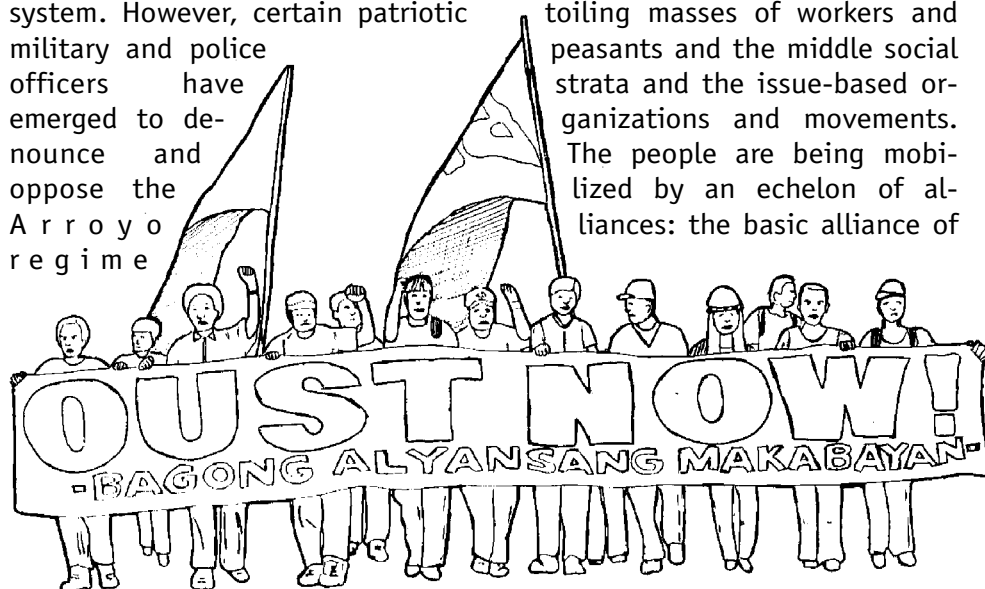 system. However, certain patriotic
military and police
officers have
emerged to de-
nounce and
oppose the
Arroyo
regime
toiling masses of workers and
peasants and the middle social
strata and the issue-based or-
ganizations and movements.
The people are being mobi-
lized by an echelon of al-
liances: the basic alliance of
OUST NOW!
-BAGONG ALYANSANG MAKABAYAN-